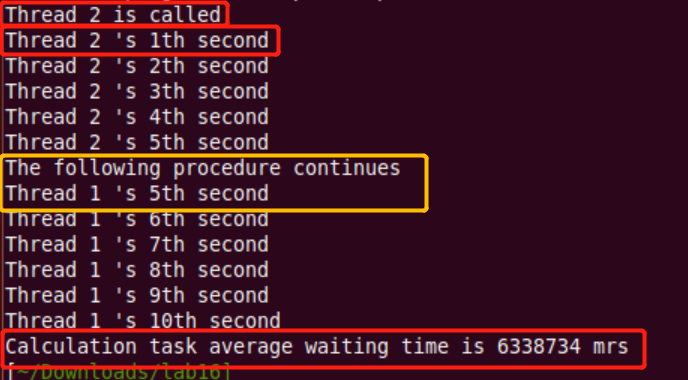 Thread 2 is called
Thread 2 's 1th second
Thread 2 's 2th second
Thread 2 's 3th second
Thread 2 's 4th second
Thread 2 's 5th second
The following procedure continues
Thread 1 's 5th second
Thread 1 's 6th second
Thread 1 's 7th second
Thread 1 's 8th second
Thread 1 's 9th second
Thread 1 's 10th second
Calculation task average waiting time is 6338734 mrs
[~/Downloads/lab16]